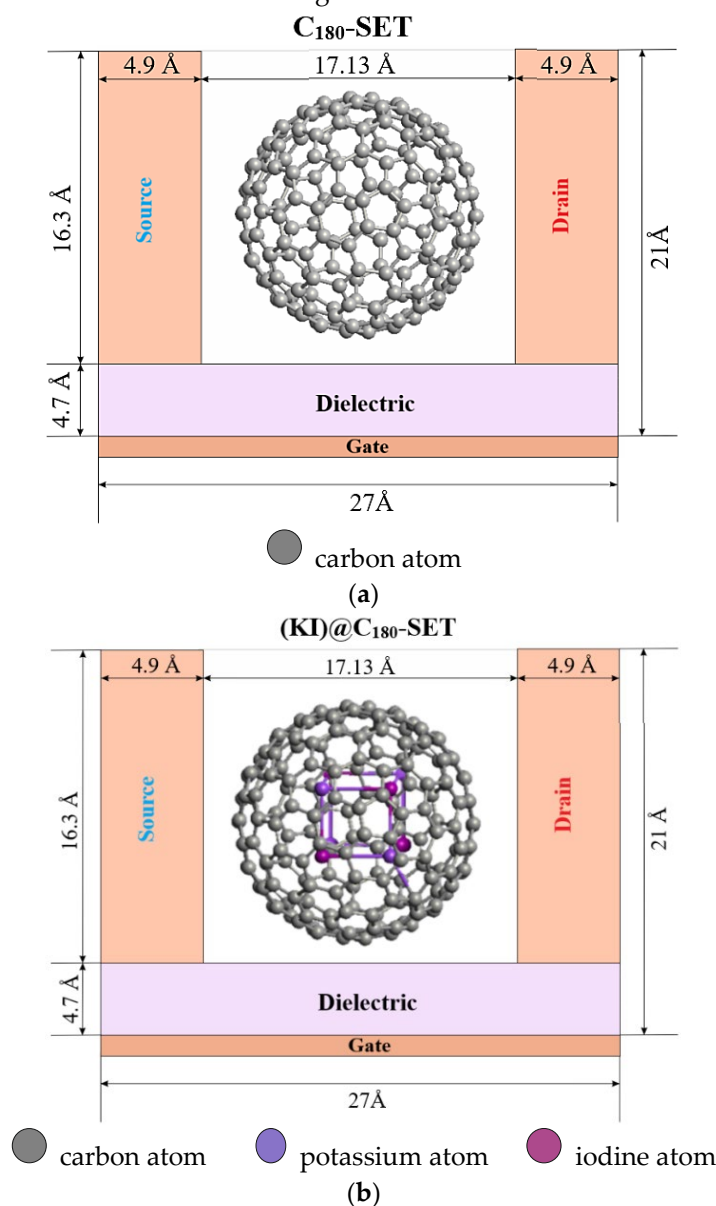 C₁₈₀-SET
4.9 Å 17.13 Å 4.9 Å
16.3 Å
Source
Drain
21Å
4.7 Å
Dielectric
Gate
27Å
carbon atom
(a)
(KI)@C₁₈₀-SET
4.9 Å 17.13 Å 4.9 Å
16.3 Å
Source
Drain
21 Å
4.7 Å
Dielectric
Gate
27Å
carbon atom potassium atom iodine atom
(b)